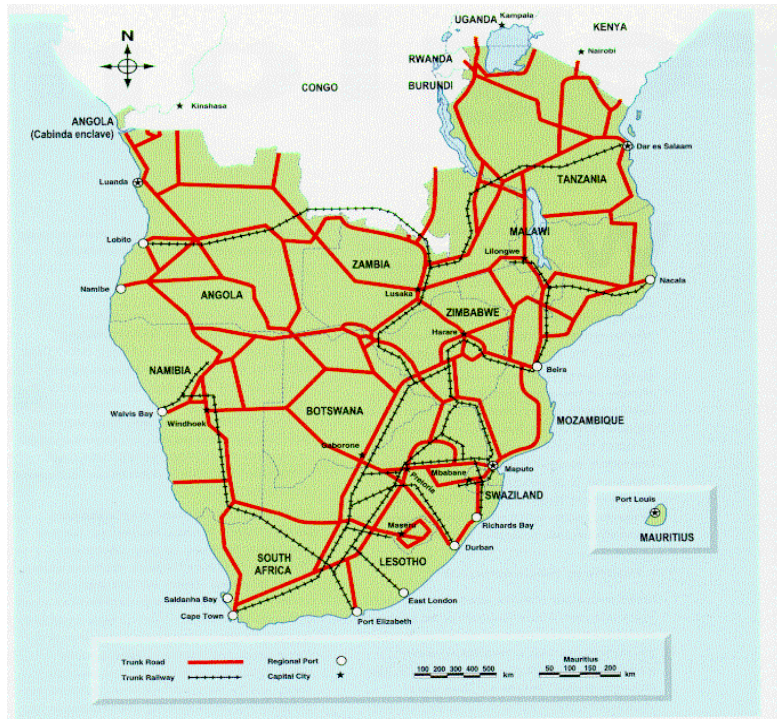 UGANDA
Kampala
KENYA
N
Nairobi
RWANDA
CONGO
BURUNDI
Kinshasa
ANGOLA
(Cabinda enclave)
Dar es Salaam
Luanda
TANZANIA
MALAWI
Lobito
Lilongwe
ZAMBIA
Nacala
Namibe
ANGOLA
Lusaka
ZIMBABWE
Harare
NAMIBIA
Beira
Walvis Bay
BOTSWANA
MOZAMBIQUE
Windhoek
Gaborone
Pretoria
Mbabane
Maputo
SWAZILAND
Port Louis
Richards Bay
Masera
MAURITIUS
SOUTH
AFRICA
LESOTHO
Durban
Saldanha Bay
East London
Cape Town
Port Elizabeth
Trunk Road
Regional Port
Mauritius
Trunk Railway
Capital City
100 200 300 400 500 km
50 100 150 200 km